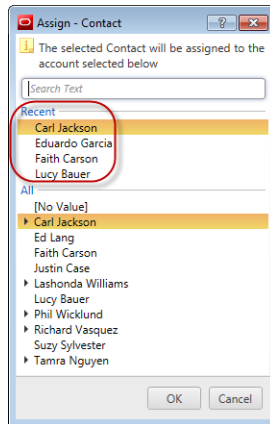 Assign - Contact
The selected Contact will be assigned to the
account selected below
Search Text
Recent
Carl Jackson
Eduardo Garcia
Faith Carson
Lucy Bauer
All
[No Value]
Carl Jackson
Ed Lang
Faith Carson
Justin Case
Lashonda Williams
Lucy Bauer
Phil Wicklund
Richard Vasquez
Suzy Sylvester
Tamra Nguyen
OK Cancel